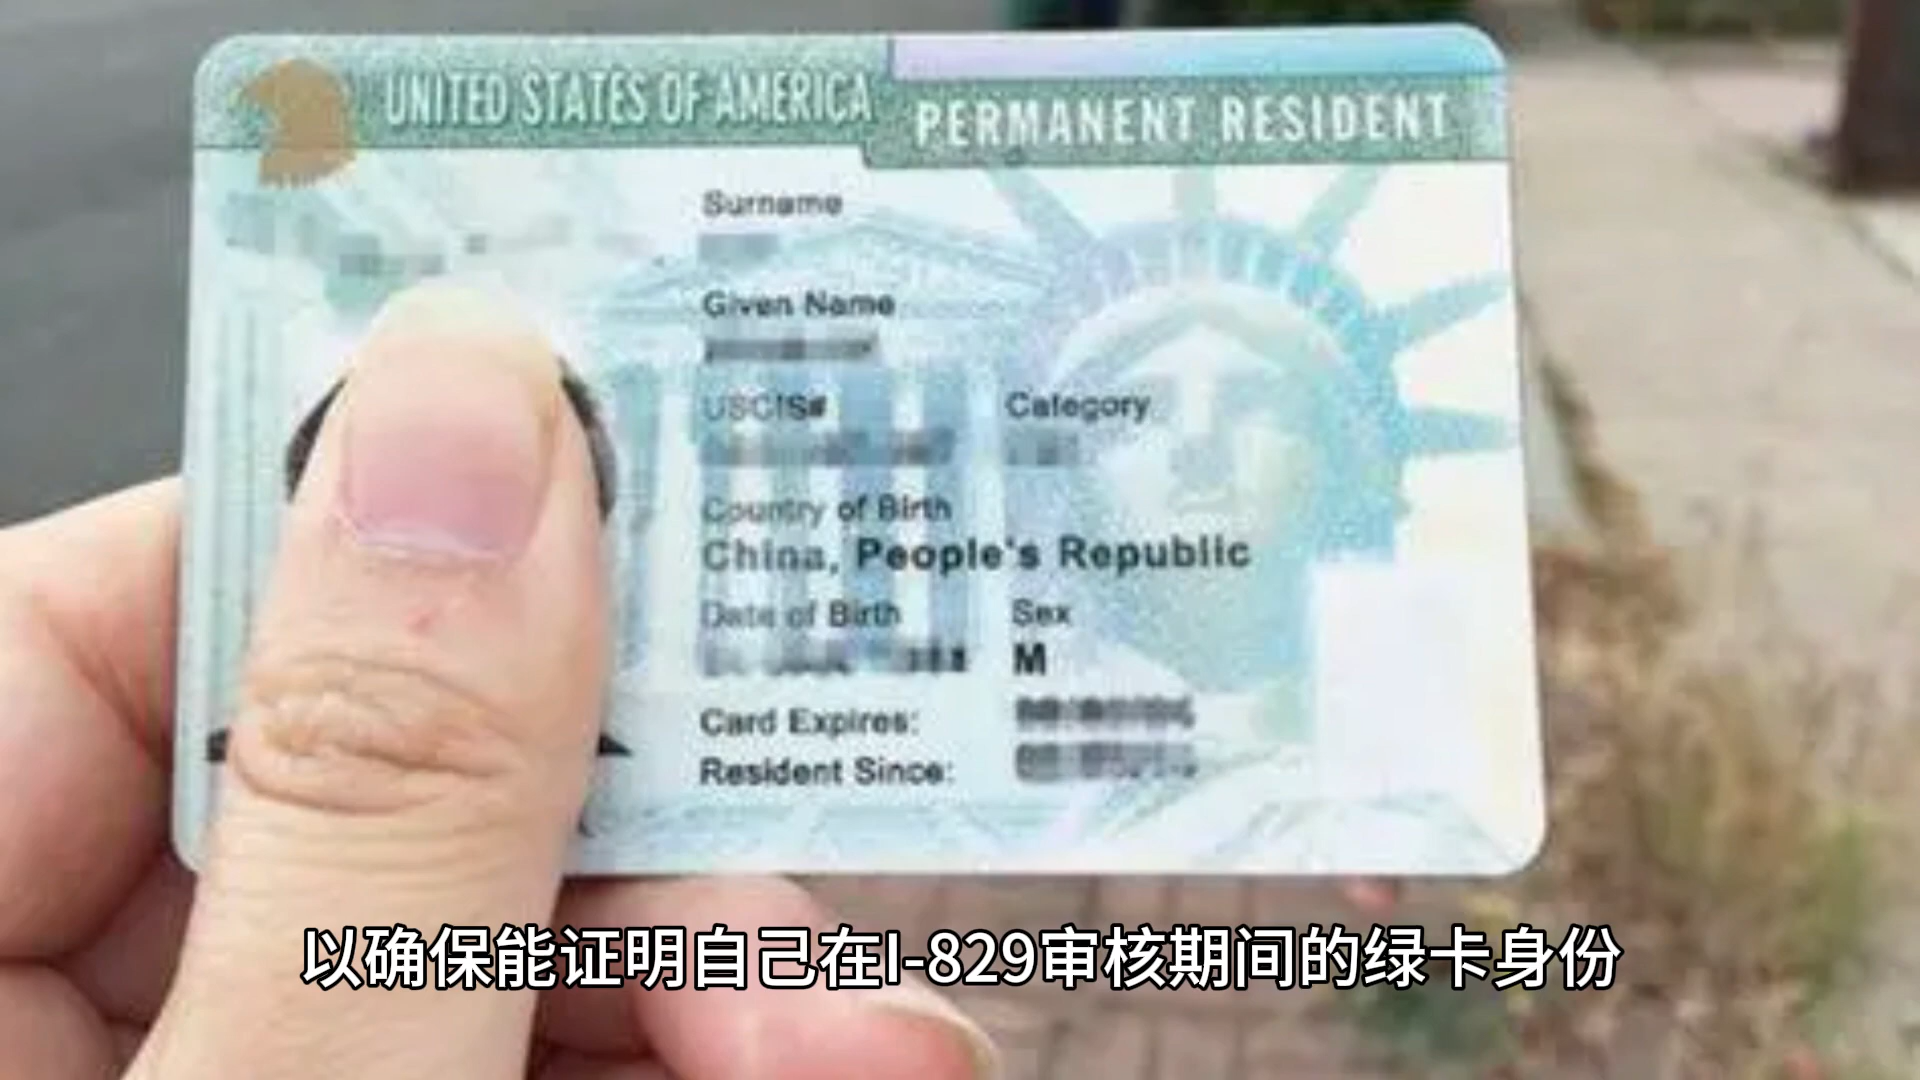 UNITED STATES OF AMERICA
PERMANENT RESIDENT
Surname
Given Name
USCIS#
Category
Country of Birth
China, People's Republic
Date of Birth
Sex
M
Card Expires:
Resident Since:
以确保能证明自己在I-829审核期间的绿卡身份